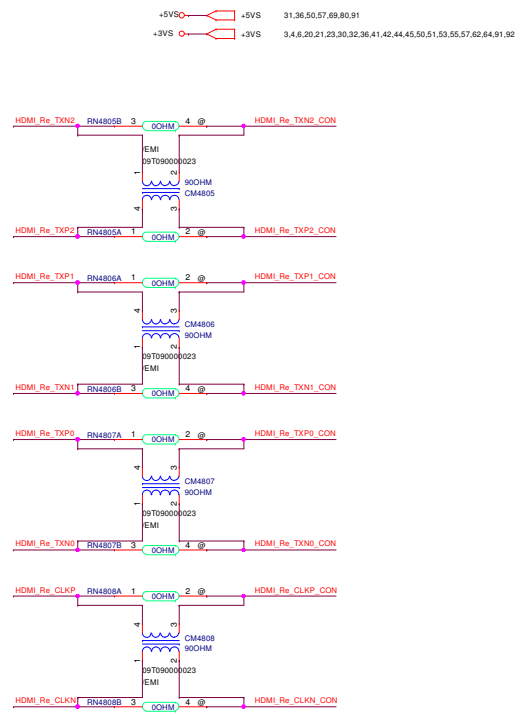 +5VS +5VS 31,36,50,57,69,80,91
+3VS +3VS 3,4,6,20,21,23,30,32,36,41,42,44,45,50,51,53,55,57,62,64,91,92
HDMI_Re_TXN2 RN4805B 3 0OHM 4 @ HDMI_Re_TXN2_CON
/EMI
09T090000023
1 2
90OHM
CM4805
4 3
HDMI_Re_TXP2 RN4805A 1 0OHM 2 @ HDMI_Re_TXP2_CON
HDMI_Re_TXP1 RN4806A 1 0OHM 2 @ HDMI_Re_TXP1_CON
4 3
CM4806
90OHM
1 2
09T090000023
/EMI
HDMI_Re_TXN1 RN4806B 3 0OHM 4 @ HDMI_Re_TXN1_CON
HDMI_Re_TXP0 RN4807A 1 0OHM 2 @ HDMI_Re_TXP0_CON
4 3
CM4807
90OHM
1 2
09T090000023
/EMI
HDMI_Re_TXN0 RN4807B 3 0OHM 4 @ HDMI_Re_TXN0_CON
HDMI_Re_CLKP RN4808A 1 0OHM 2 @ HDMI_Re_CLKP_CON
4 3
CM4808
90OHM
1 2
09T090000023
/EMI
HDMI_Re_CLKN RN4808B 3 0OHM 4 @ HDMI_Re_CLKN_CON